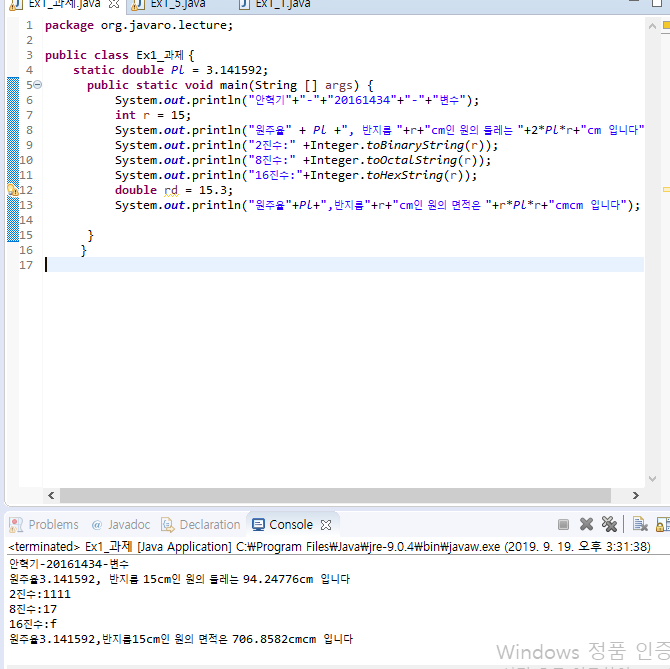 Ex1_과제.java Ex1_5.java Ex1_1.java
1 package org.javaro.lecture;
2
3 public class Ex1_과제 {
4 static double Pl = 3.141592;
5 public static void main(String [] args) {
6 System.out.println("안혁기"+"-"+"20161434"+"-"+"변수");
7 int r = 15;
8 System.out.println("원주율" + Pl +", 반지름 "+r+"cm인 원의 둘레는 "+2*Pl*r+"cm 입니다"
9 System.out.println("2진수:" +Integer.toBinaryString(r));
10 System.out.println("8진수:" +Integer.toOctalString(r));
11 System.out.println("16진수:"+Integer.toHexString(r));
12 double rd = 15.3;
13 System.out.println("원주율"+Pl+",반지름"+r+"cm인 원의 면적은 "+r*Pl*r+"cmcm 입니다");
14
15 }
16 }
17
Problems @ Javadoc Declaration Console
<terminated> Ex1_과제 [Java Application] C:₩Program Files₩Java₩jre-9.0.4₩bin₩javaw.exe (2019. 9. 19. 오후 3:31:38)
안혁기-20161434-변수
원주율3.141592, 반지름 15cm인 원의 둘레는 94.24776cm 입니다
2진수:1111
8진수:17
16진수:f
원주율3.141592,반지름15cm인 원의 면적은 706.8582cmcm 입니다
Windows 정품 인증